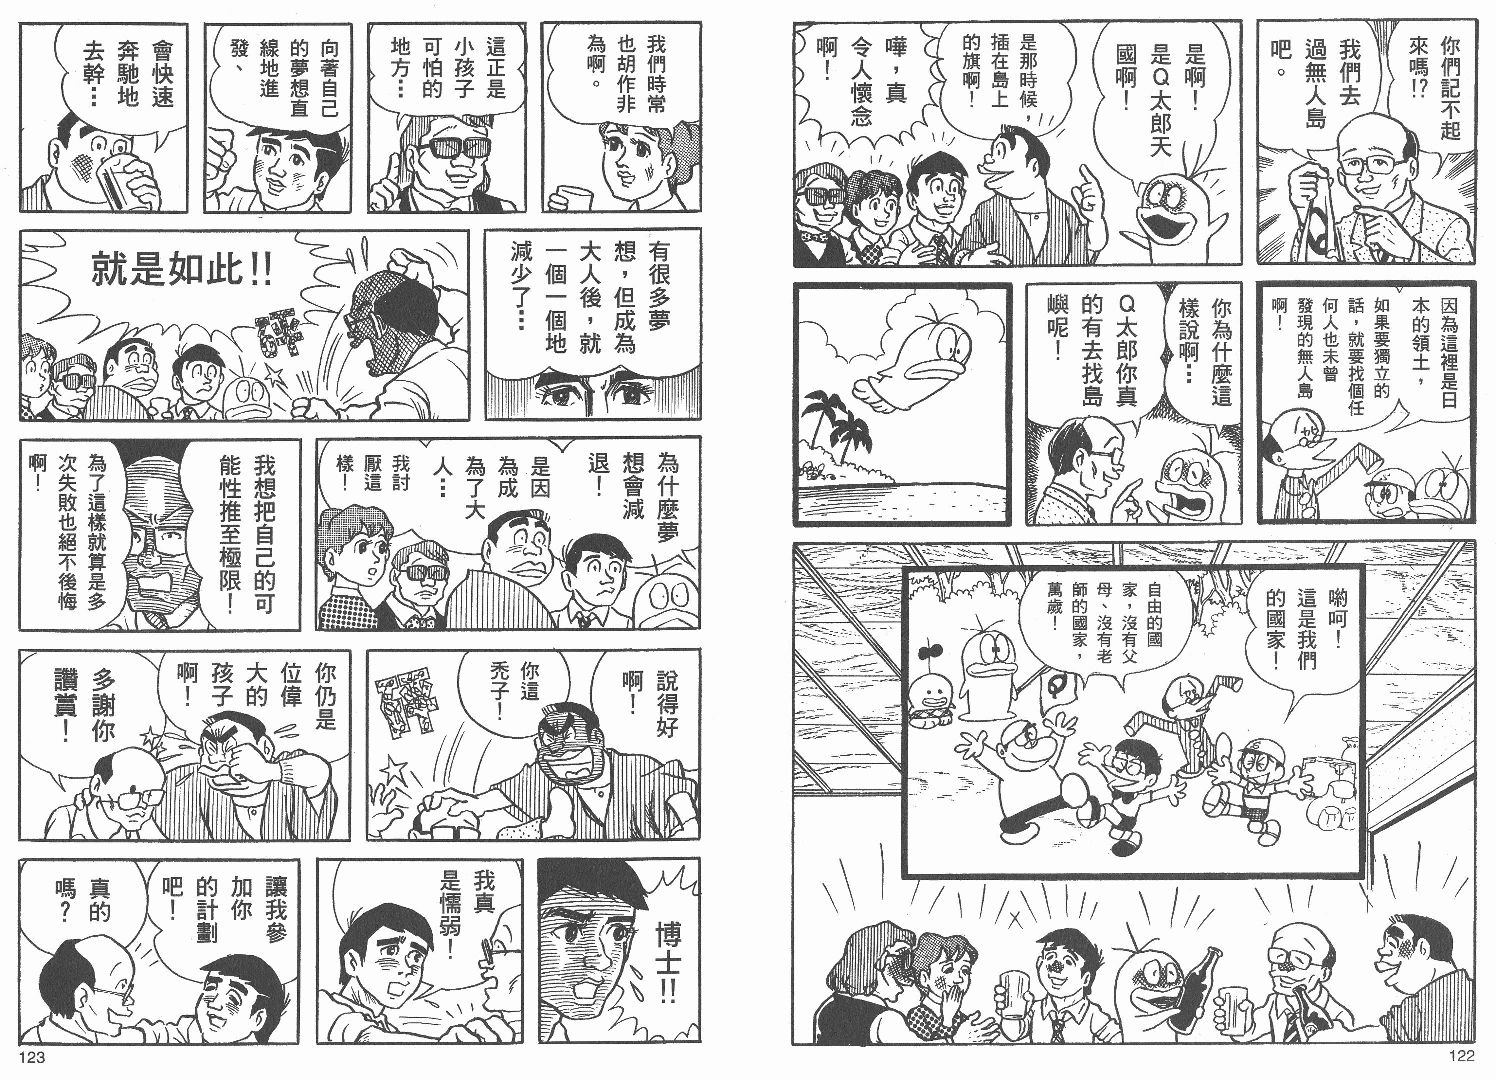 你們記不起
來嗎!?
我們去
過無人島
吧。
是啊！
是Q太郎天
國啊！
是那時候，
插在島上
的旗啊！
嘩，真
令人懷念
啊！
因為這裡是日
本的領土，
如果要獨立的
話，就要找個任
何人也未曾
發現的無人島
啊！
你為什麼這
樣說啊…
Q太郎你真
的有去找島
嶼呢！
喲呵！
這是我們
的國家！
自由的國
家，沒有父
母、沒有老
師的國家，
萬歲！
122
我們時常
也胡作非
為啊。
這正是
小孩子
可怕的
地方…
向著自己
的夢想直
線地進
發、
會快速
奔馳地
去幹…
有很多夢
想，但成為
大人後，就
一個一個地
減少了…
就是如此!!
為什麼夢
想會減
退！
是因
為成
為了大
人…
我討
厭這
樣！
我想把自己的可
能性推至極限！
為了這樣就算是多
次失敗也絕不後悔
啊！
說得好
啊！
你這
禿子！
你仍是
位偉
大的
孩子
啊！
多謝你
讚賞！
博士!!
我真
是懦弱！
讓我參
加你
的計劃
吧！
真的
嗎？
123